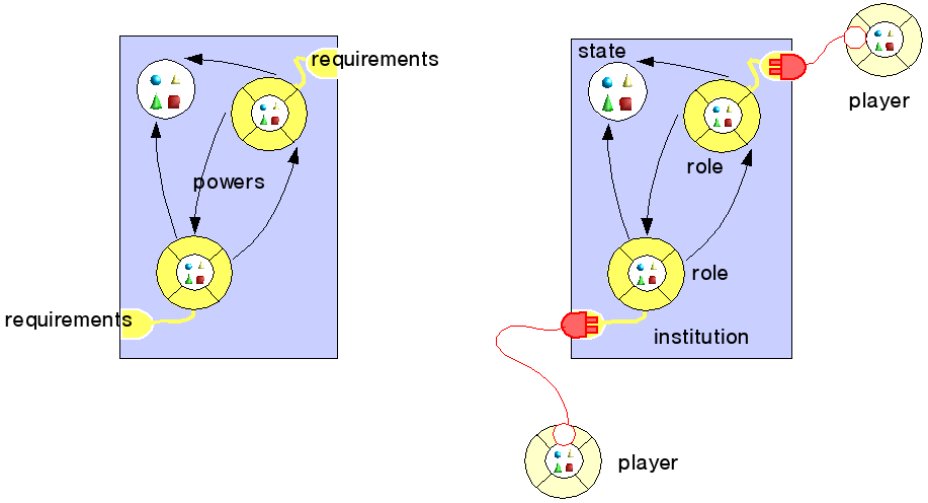 requirements
powers
requirements
state
player
role
role
institution
player